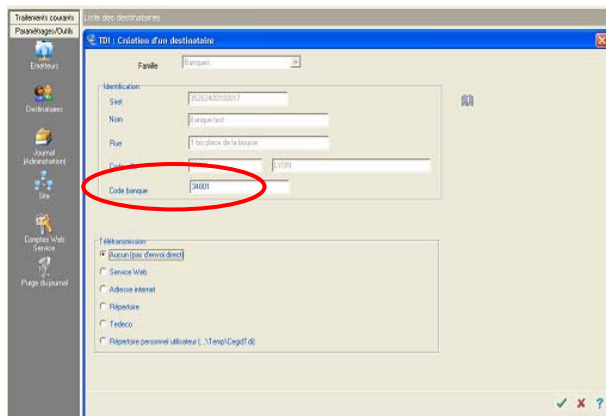 Traitements courants
Liste des destinataires
Paramétrages/Outils
TDI : Création d'un destinataire
Famille
Banques
Emetteurs
Identification
Siret
Nom
Banque test
Destinataires
Rue
1 bis place de la bourse
Journal
(Administration)
LYON
Code banque
34001
Site
Comptes Web
Service
Purge du journal
Télétransmission
Aucun (pas d'envoi direct)
Service Web
Adresse internet
Répertoire
Tedeco
Répertoire personnel utilisateur (...\Temp\CegidTdi)
?